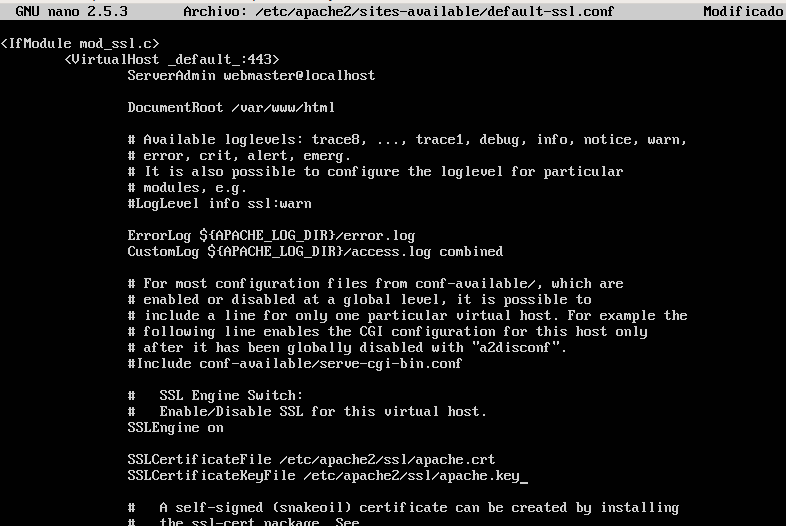 GNU nano 2.5.3 Archivo: /etc/apache2/sites-available/default-ssl.conf Modificado
<IfModule mod_ssl.c>
<VirtualHost _default_:443>
ServerAdmin webmaster@localhost
DocumentRoot /var/www/html
# Available loglevels: trace8, ..., trace1, debug, info, notice, warn,
# error, crit, alert, emerg.
# It is also possible to configure the loglevel for particular
# modules, e.g.
#LogLevel info ssl:warn
ErrorLog ${APACHE_LOG_DIR}/error.log
CustomLog ${APACHE_LOG_DIR}/access.log combined
# For most configuration files from conf-available/, which are
# enabled or disabled at a global level, it is possible to
# include a line for only one particular virtual host. For example the
# following line enables the CGI configuration for this host only
# after it has been globally disabled with "a2disconf".
#Include conf-available/serve-cgi-bin.conf
# SSL Engine Switch:
# Enable/Disable SSL for this virtual host.
SSLEngine on
SSLCertificateFile /etc/apache2/ssl/apache.crt
SSLCertificateKeyFile /etc/apache2/ssl/apache.key_
# A self-signed (snakeoil) certificate can be created by installing
# the ssl-cert package. See